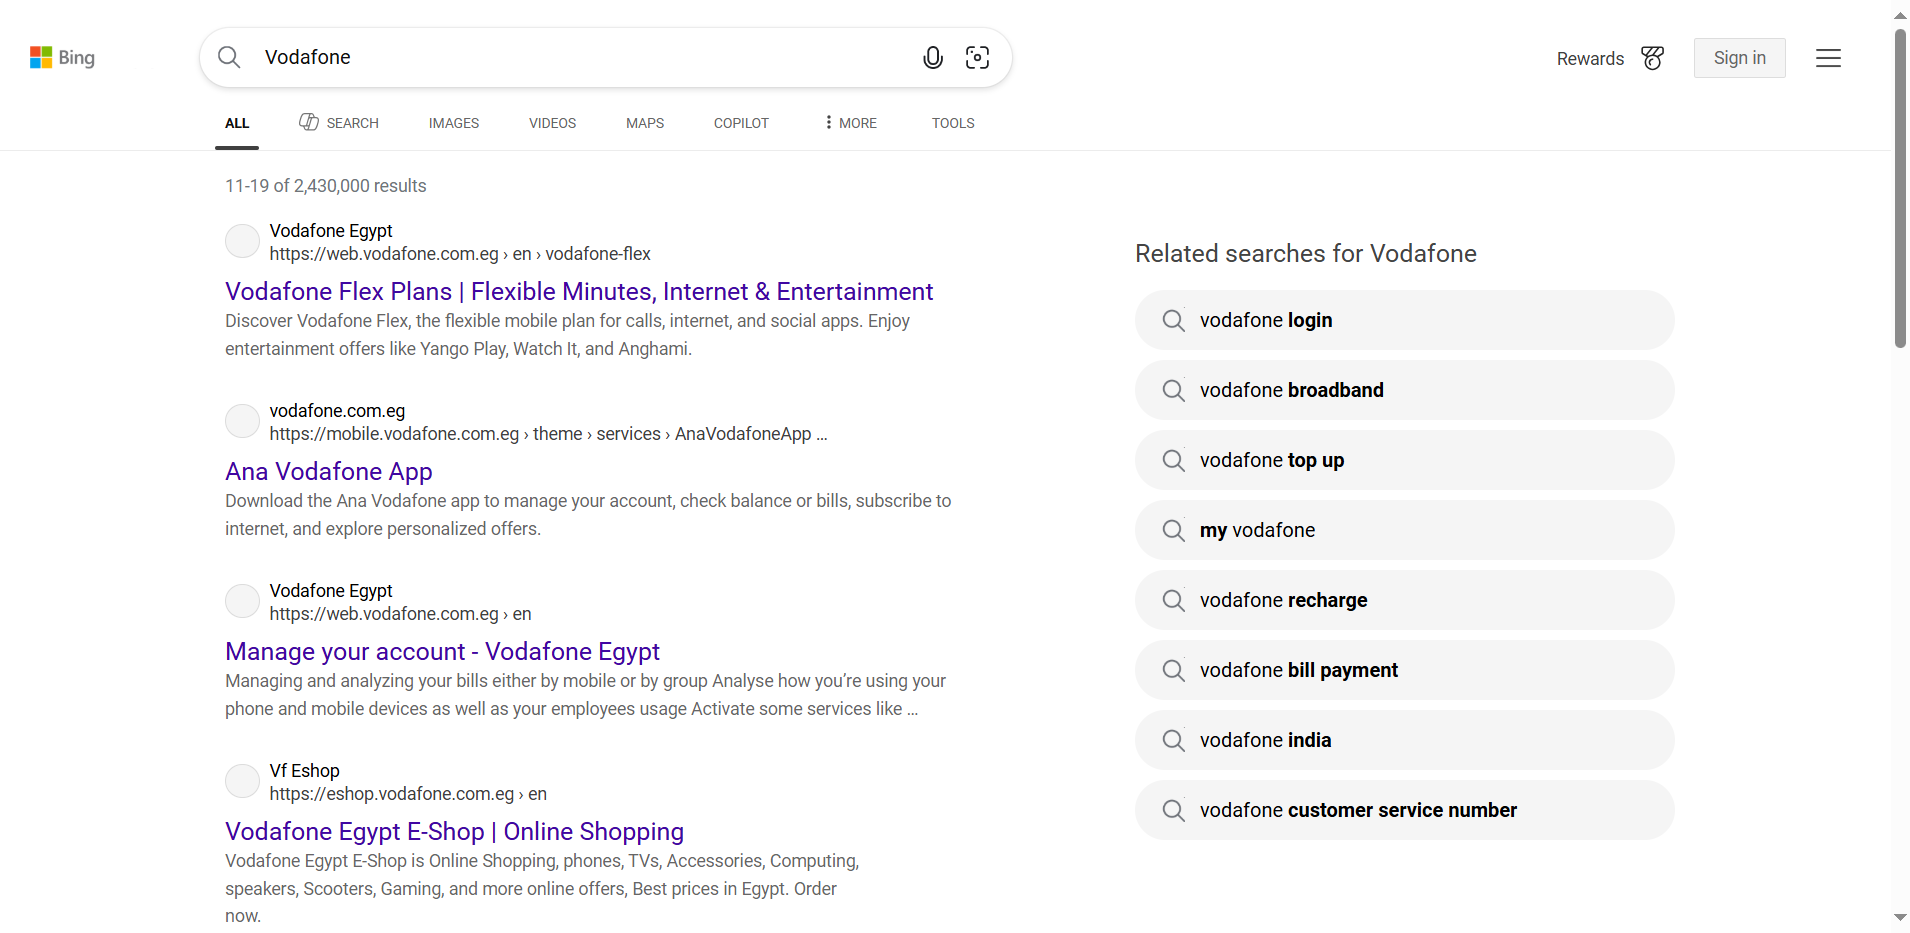 Bing
Vodafone
Rewards
Sign in
ALL
SEARCH
IMAGES
VIDEOS
MAPS
COPILOT
MORE
TOOLS
11-19 of 2,430,000 results
Vodafone Egypt
https://web.vodafone.com.eg › en › vodafone-flex
Vodafone Flex Plans | Flexible Minutes, Internet & Entertainment
Discover Vodafone Flex, the flexible mobile plan for calls, internet, and social apps. Enjoy
entertainment offers like Yango Play, Watch It, and Anghami.
vodafone.com.eg
https://mobile.vodafone.com.eg › theme › services › AnaVodafoneApp ...
Ana Vodafone App
Download the Ana Vodafone app to manage your account, check balance or bills, subscribe to
internet, and explore personalized offers.
Vodafone Egypt
https://web.vodafone.com.eg › en
Manage your account - Vodafone Egypt
Managing and analyzing your bills either by mobile or by group Analyse how you’re using your
phone and mobile devices as well as your employees usage Activate some services like ...
Vf Eshop
https://eshop.vodafone.com.eg › en
Vodafone Egypt E-Shop | Online Shopping
Vodafone Egypt E-Shop is Online Shopping, phones, TVs, Accessories, Computing,
speakers, Scooters, Gaming, and more online offers, Best prices in Egypt. Order
now.
Related searches for Vodafone
vodafone login
vodafone broadband
vodafone top up
my vodafone
vodafone recharge
vodafone bill payment
vodafone india
vodafone customer service number